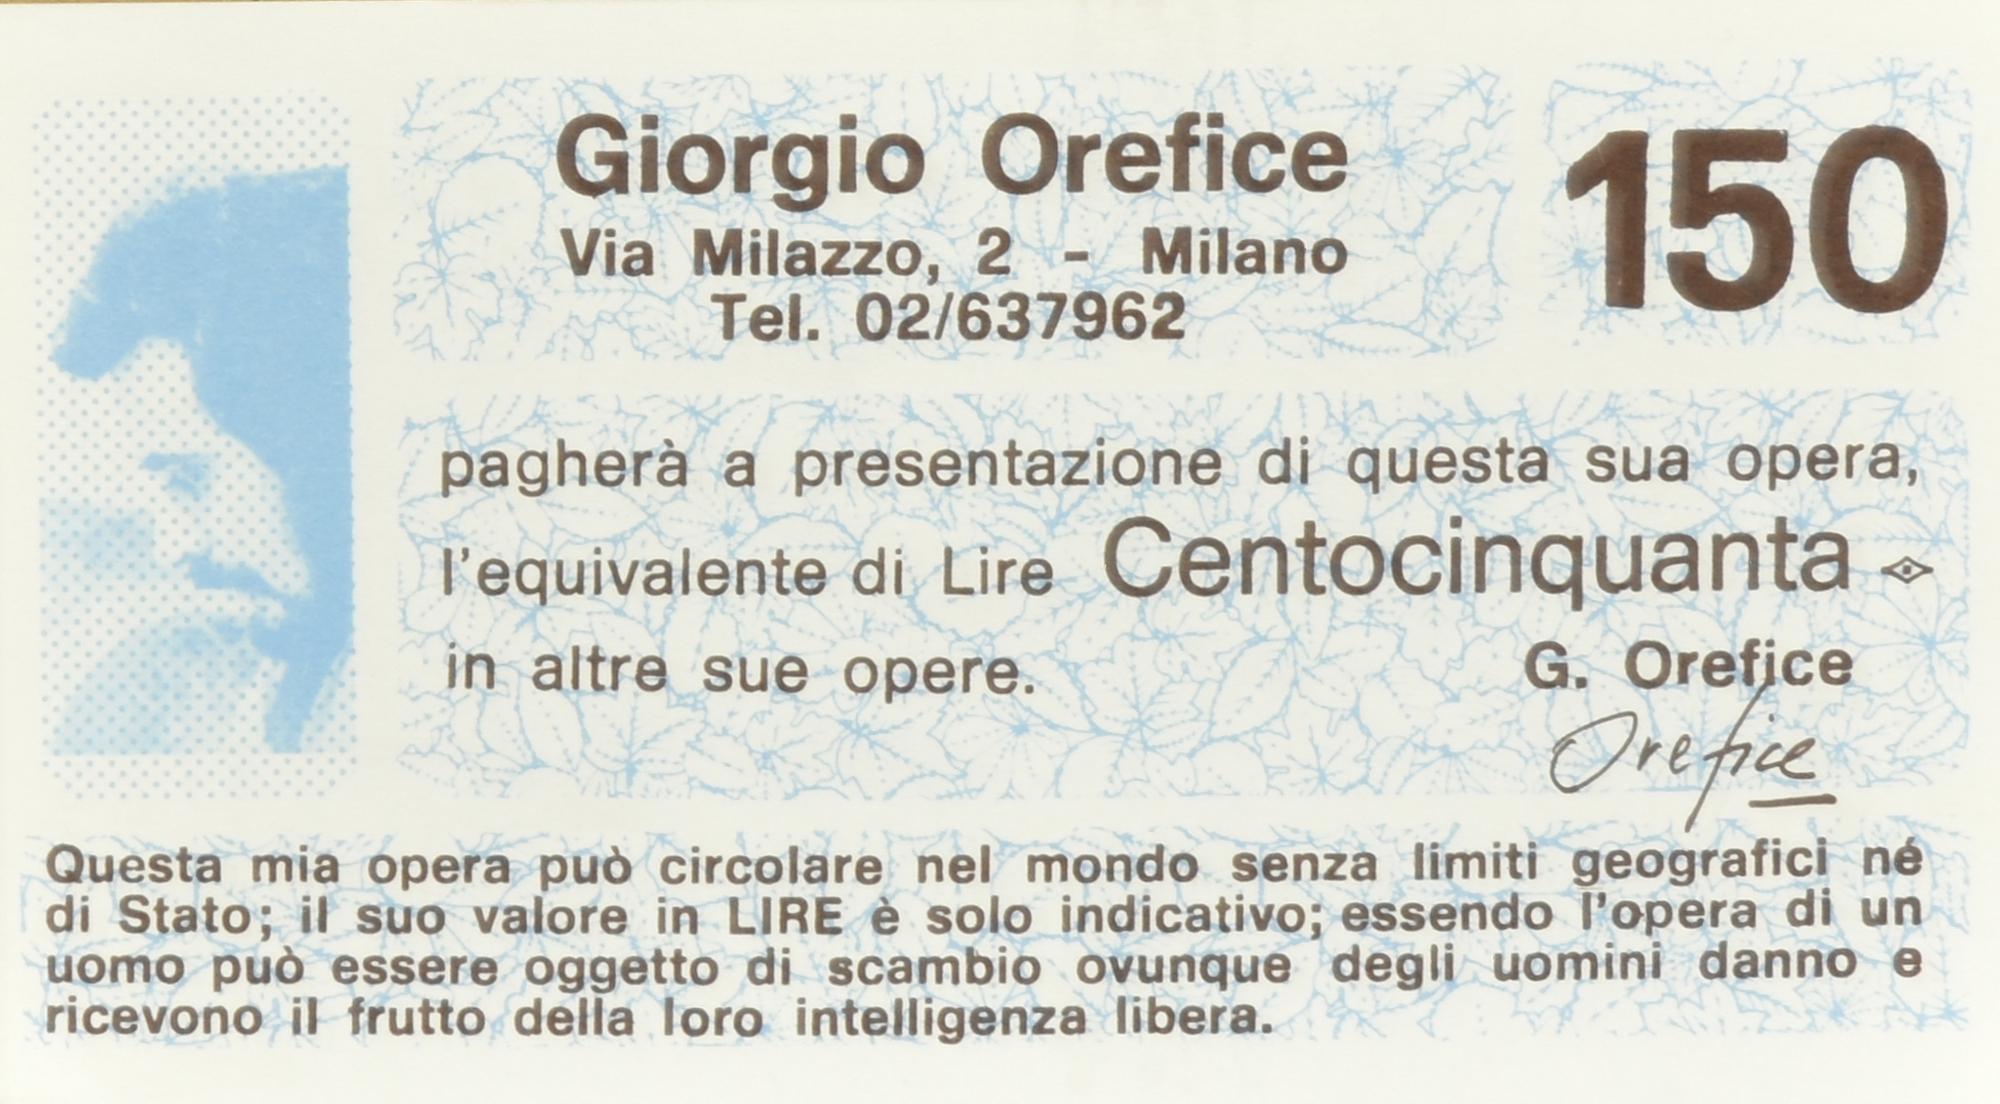 Giorgio Orefice
150
Via Milazzo, 2 - Milano
Tel. 02/637962
pagherà a presentazione di questa sua opera,
l'equivalente di Lire Centocinquanta
in altre sue opere.
G. Orefice
Orefice
Questa mia opera può circolare nel mondo senza limiti geografici né
di Stato; il suo valore in LIRE è solo indicativo; essendo l'opera di un
uomo può essere oggetto di scambio ovunque degli uomini danno e
ricevono il frutto della loro intelligenza libera.